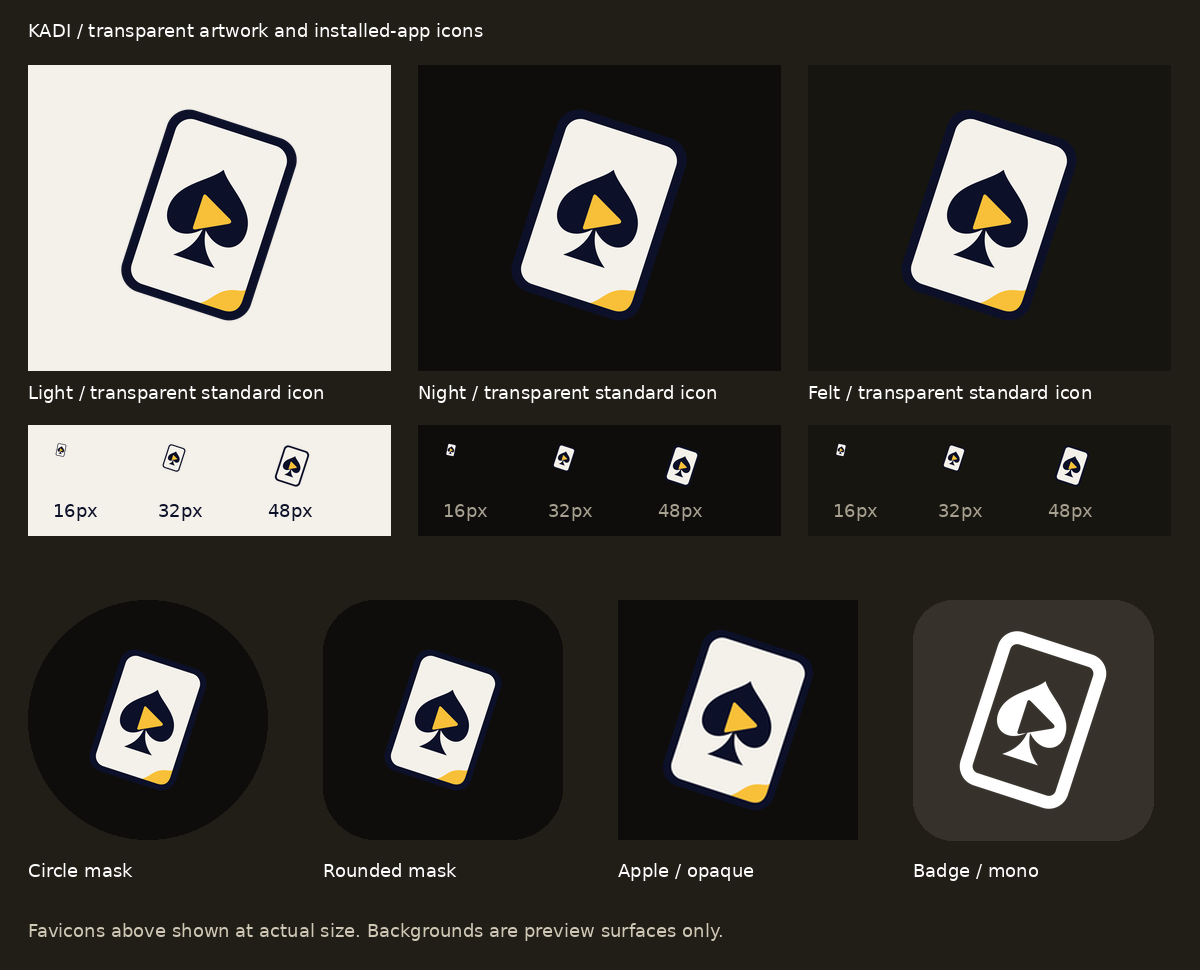 KADI / transparent artwork and installed-app icons
Light / transparent standard icon
Night / transparent standard icon
Felt / transparent standard icon
16px 32px 48px
16px 32px 48px
16px 32px 48px
Circle mask
Rounded mask
Apple / opaque
Badge / mono
Favicons above shown at actual size. Backgrounds are preview surfaces only.